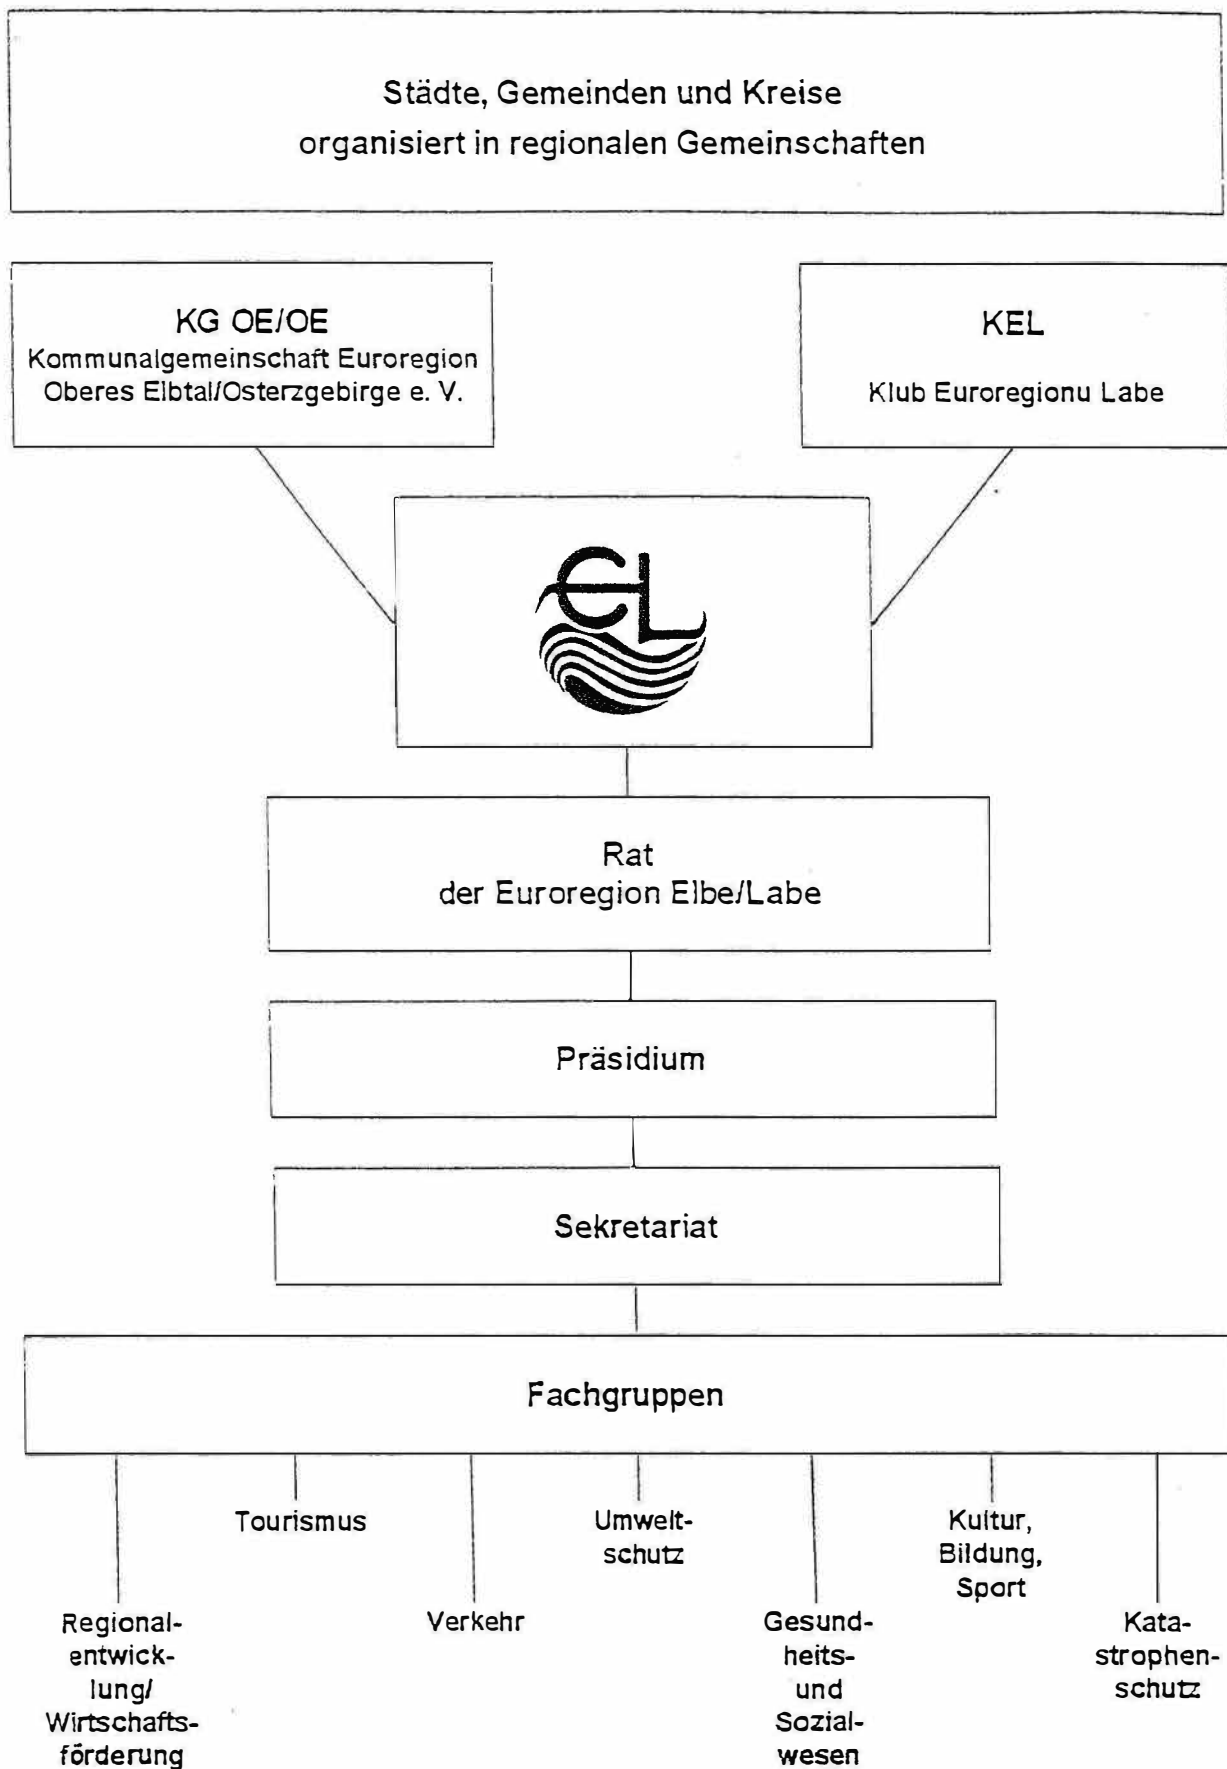 Städte, Gemeinden und Kreise
organisiert in regionalen Gemeinschaften
KG OE/OE
Kommunalgemeinschaft Euroregion
Oberes Elbtal/Osterzgebirge e. V.
KEL
Klub Euroregionu Labe
EL
Rat
der Euroregion Elbe/Labe
Präsidium
Sekretariat
Fachgruppen
Regional-
entwick-
lung/
Wirtschafts-
förderung
Tourismus
Verkehr
Umwelt-
schutz
Gesund-
heits-
und
Sozial-
wesen
Kultur,
Bildung,
Sport
Kata-
strophen-
schutz